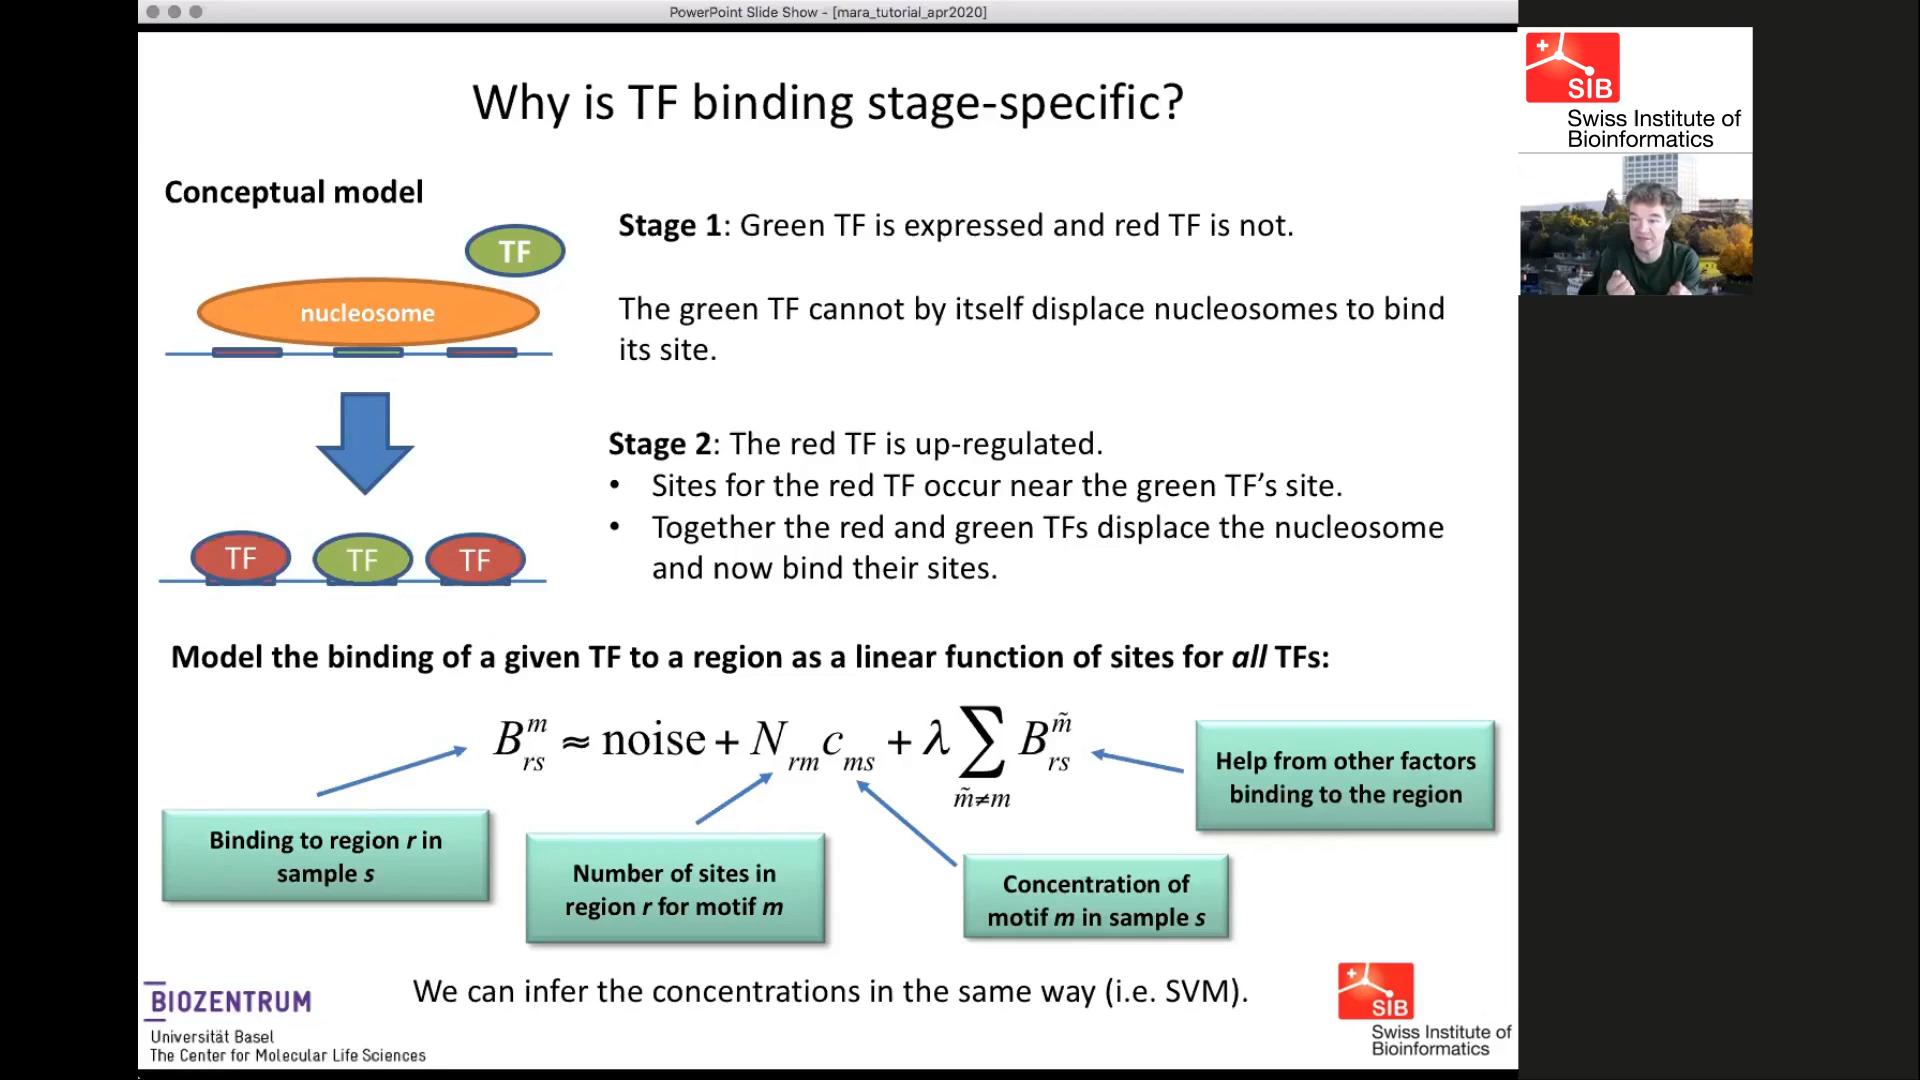 PowerPoint Slide Show - [mara_tutorial_apr2020]
Why is TF binding stage-specific?
Conceptual model
TF
nucleosome
Stage 1: Green TF is expressed and red TF is not.
The green TF cannot by itself displace nucleosomes to bind
its site.
Stage 2: The red TF is up-regulated.
• Sites for the red TF occur near the green TF’s site.
• Together the red and green TFs displace the nucleosome
and now bind their sites.
TF TF TF
Model the binding of a given TF to a region as a linear function of sites for all TFs:
B^m_{rs} ≈ noise + N_{rm} c_{ms} + λ ∑_{m̃≠m} B^{m̃}_{rs}
Help from other factors
binding to the region
Binding to region r in
sample s
Number of sites in
region r for motif m
Concentration of
motif m in sample s
We can infer the concentrations in the same way (i.e. SVM).
BIOZENTRUM
Universität Basel
The Center for Molecular Life Sciences
SIB
Swiss Institute of
Bioinformatics
SIB
Swiss Institute of
Bioinformatics